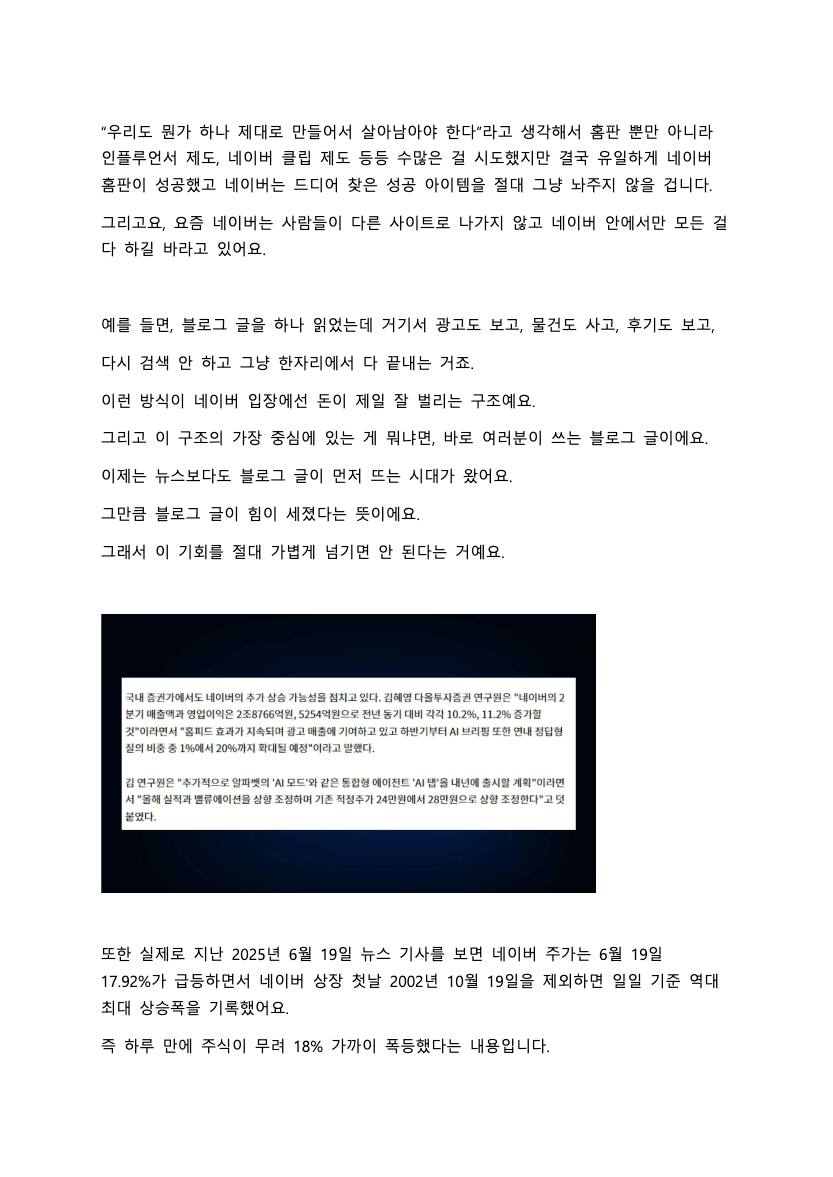 “우리도 뭔가 하나 제대로 만들어서 살아남아야 한다”라고 생각해서 홈판 뿐만 아니라
인플루언서 제도, 네이버 클립 제도 등등 수많은 걸 시도했지만 결국 유일하게 네이버
홈판이 성공했고 네이버는 드디어 찾은 성공 아이템을 절대 그냥 놔주지 않을 겁니다.
그리고요, 요즘 네이버는 사람들이 다른 사이트로 나가지 않고 네이버 안에서만 모든 걸
다 하길 바라고 있어요.
예를 들면, 블로그 글을 하나 읽었는데 거기서 광고도 보고, 물건도 사고, 후기도 보고,
다시 검색 안 하고 그냥 한자리에서 다 끝내는 거죠.
이런 방식이 네이버 입장에선 돈이 제일 잘 벌리는 구조예요.
그리고 이 구조의 가장 중심에 있는 게 뭐냐면, 바로 여러분이 쓰는 블로그 글이에요.
이제는 뉴스보다도 블로그 글이 먼저 뜨는 시대가 왔어요.
그만큼 블로그 글이 힘이 세졌다는 뜻이에요.
그래서 이 기회를 절대 가볍게 넘기면 안 된다는 거예요.
국내 증권가에서도 네이버의 추가 상승 가능성을 점치고 있다. 김혜영 다올투자증권 연구원은 "네이버의 2
분기 매출액과 영업이익은 2조8766억원, 5254억원으로 전년 동기 대비 각각 10.2%, 11.2% 증가할
것"이라면서 "홈피드 효과가 지속되며 광고 매출에 기여하고 있고 하반기부터 AI 브리핑 또한 연내 정답형
질의 비중 중 1%에서 20%까지 확대될 예정"이라고 말했다.
김 연구원은 "추가적으로 알파벳의 'AI 모드'와 같은 통합형 에이전트 'AI 탭'을 내년에 출시할 계획"이라면
서 "올해 실적과 밸류에이션을 상향 조정하며 기존 적정주가 24만원에서 28만원으로 상향 조정한다"고 덧
붙였다.
또한 실제로 지난 2025년 6월 19일 뉴스 기사를 보면 네이버 주가는 6월 19일
17.92%가 급등하면서 네이버 상장 첫날 2002년 10월 19일을 제외하면 일일 기준 역대
최대 상승폭을 기록했어요.
즉 하루 만에 주식이 무려 18% 가까이 폭등했다는 내용입니다.